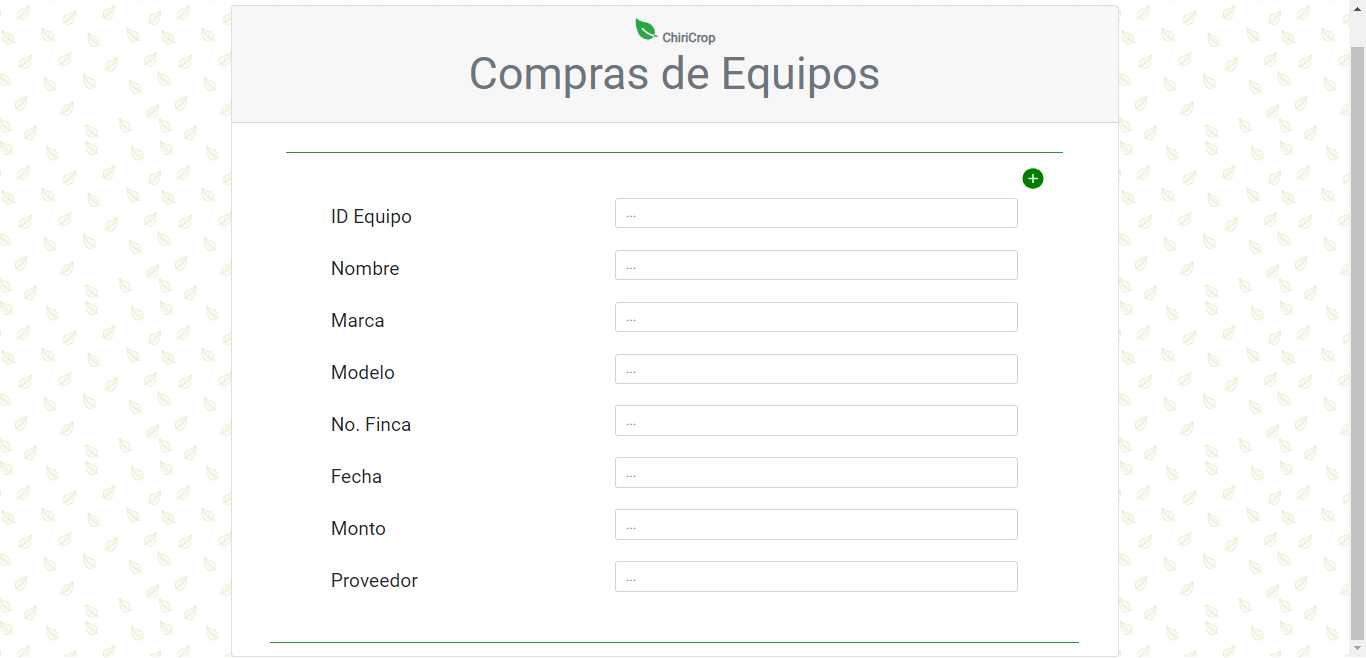 ChiriCrop
Compras de Equipos
ID Equipo ...
Nombre ...
Marca ...
Modelo ...
No. Finca ...
Fecha ...
Monto ...
Proveedor ...